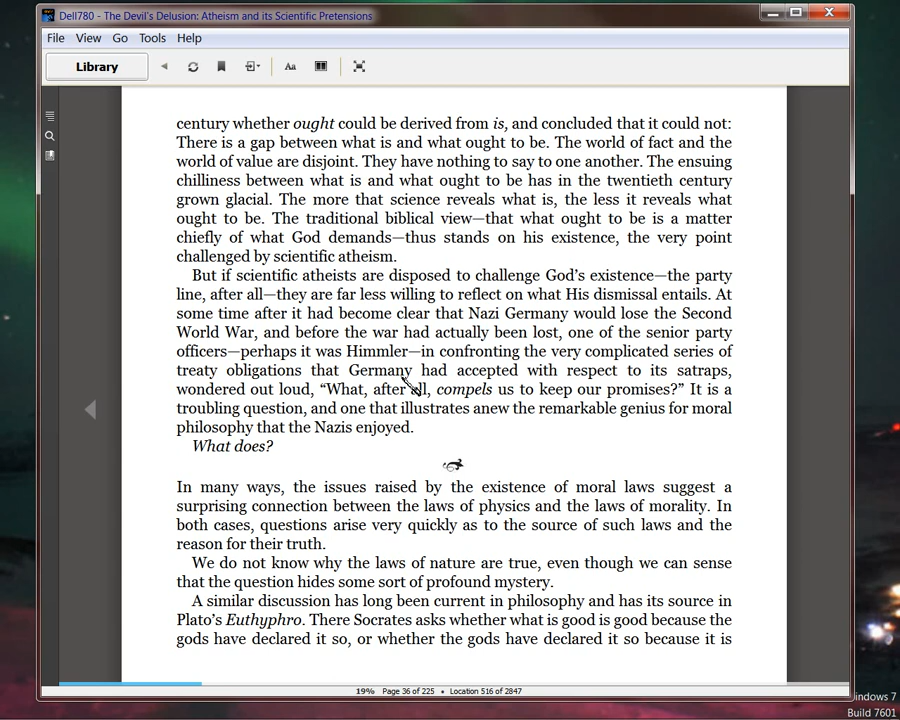 Dell780 - The Devil's Delusion: Atheism and its Scientific Pretensions
File View Go Tools Help
Library
Aa
century whether ought could be derived from is, and concluded that it could not:
There is a gap between what is and what ought to be. The world of fact and the
world of value are disjoint. They have nothing to say to one another. The ensuing
chilliness between what is and what ought to be has in the twentieth century
grown glacial. The more that science reveals what is, the less it reveals what
ought to be. The traditional biblical view—that what ought to be is a matter
chiefly of what God demands—thus stands on his existence, the very point
challenged by scientific atheism.
But if scientific atheists are disposed to challenge God's existence—the party
line, after all—they are far less willing to reflect on what His dismissal entails. At
some time after it had become clear that Nazi Germany would lose the Second
World War, and before the war had actually been lost, one of the senior party
officers—perhaps it was Himmler—in confronting the very complicated series of
treaty obligations that Germany had accepted with respect to its satraps,
wondered out loud, “What, after all, compels us to keep our promises?” It is a
troubling question, and one that illustrates anew the remarkable genius for moral
philosophy that the Nazis enjoyed.
What does?
In many ways, the issues raised by the existence of moral laws suggest a
surprising connection between the laws of physics and the laws of morality. In
both cases, questions arise very quickly as to the source of such laws and the
reason for their truth.
We do not know why the laws of nature are true, even though we can sense
that the question hides some sort of profound mystery.
A similar discussion has long been current in philosophy and has its source in
Plato's Euthyphro. There Socrates asks whether what is good is good because the
gods have declared it so, or whether the gods have declared it so because it is
19% Page 36 of 225 • Location 516 of 2847
indows 7
Build 7601